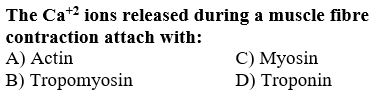 The Ca⁺² ions released during a muscle fibre
contraction attach with:
A) Actin C) Myosin
B) Tropomyosin D) Troponin